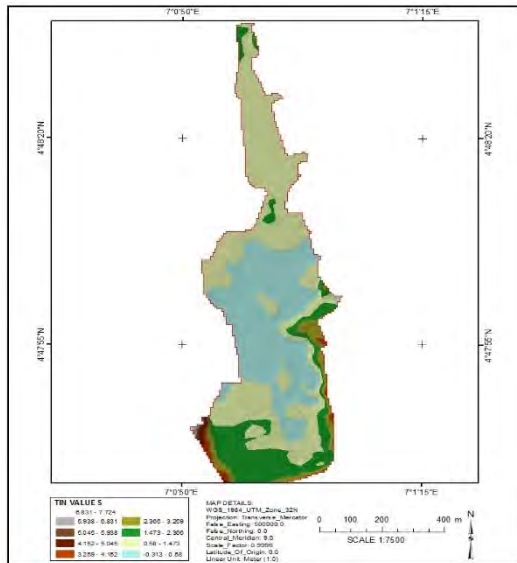 7°0'50"E 7°1'15"E
4°48'20"N 4°48'20"N
4°47'55"N 4°47'55"N
7°0'50"E 7°1'15"E
TIN VALUE S
6.831 - 7.724
5.938 - 6.831
5.045 - 5.938
4.152 - 5.045
3.259 - 4.152
2.366 - 3.259
1.473 - 2.366
0.58 - 1.473
-0.313 - 0.58
MAP DETAILS:
WGS_1984_UTM_Zone_32N
Projection: Transverse_Mercator
False_Easting: 500000.0
False_Northing: 0.0
Central_Meridian: 9.0
Scale_Factor: 0.9996
Latitude_Of_Origin: 0.0
Linear Unit: Meter (1.0)
0 100 200 400 m
SCALE 1:7500
N